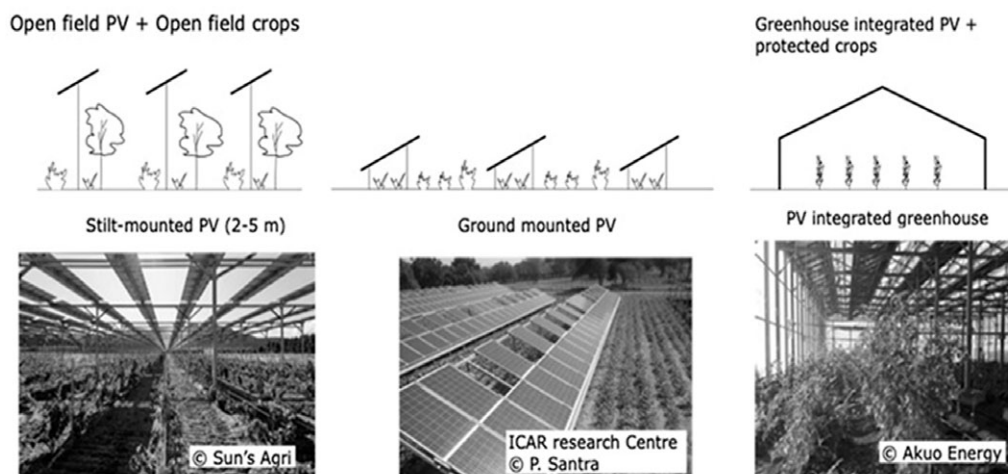 Open field PV + Open field crops
Greenhouse integrated PV +
protected crops
Stilt-mounted PV (2-5 m)
Ground mounted PV
PV integrated greenhouse
© Sun's Agri
ICAR research Centre
© P. Santra
© Akuo Energy